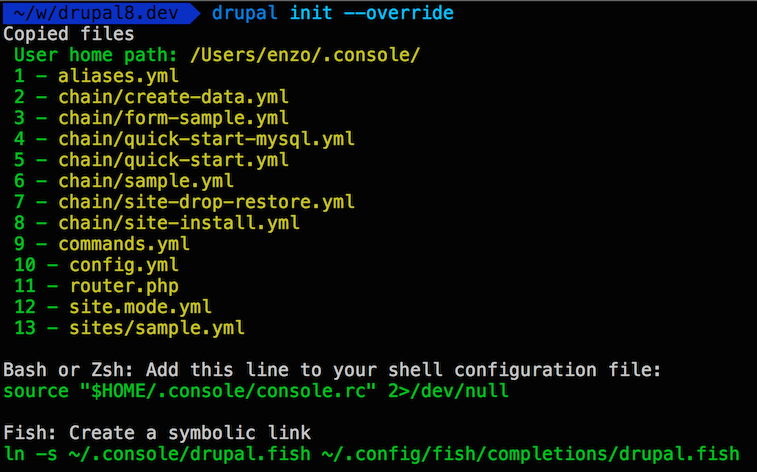 ~/w/drupal8.dev drupal init --override
Copied files
User home path: /Users/enzo/.console/
1 - aliases.yml
2 - chain/create-data.yml
3 - chain/form-sample.yml
4 - chain/quick-start-mysql.yml
5 - chain/quick-start.yml
6 - chain/sample.yml
7 - chain/site-drop-restore.yml
8 - chain/site-install.yml
9 - commands.yml
10 - config.yml
11 - router.php
12 - site.mode.yml
13 - sites/sample.yml
Bash or Zsh: Add this line to your shell configuration file:
source "$HOME/.console/console.rc" 2>/dev/null
Fish: Create a symbolic link
ln -s ~/.console/drupal.fish ~/.config/fish/completions/drupal.fish